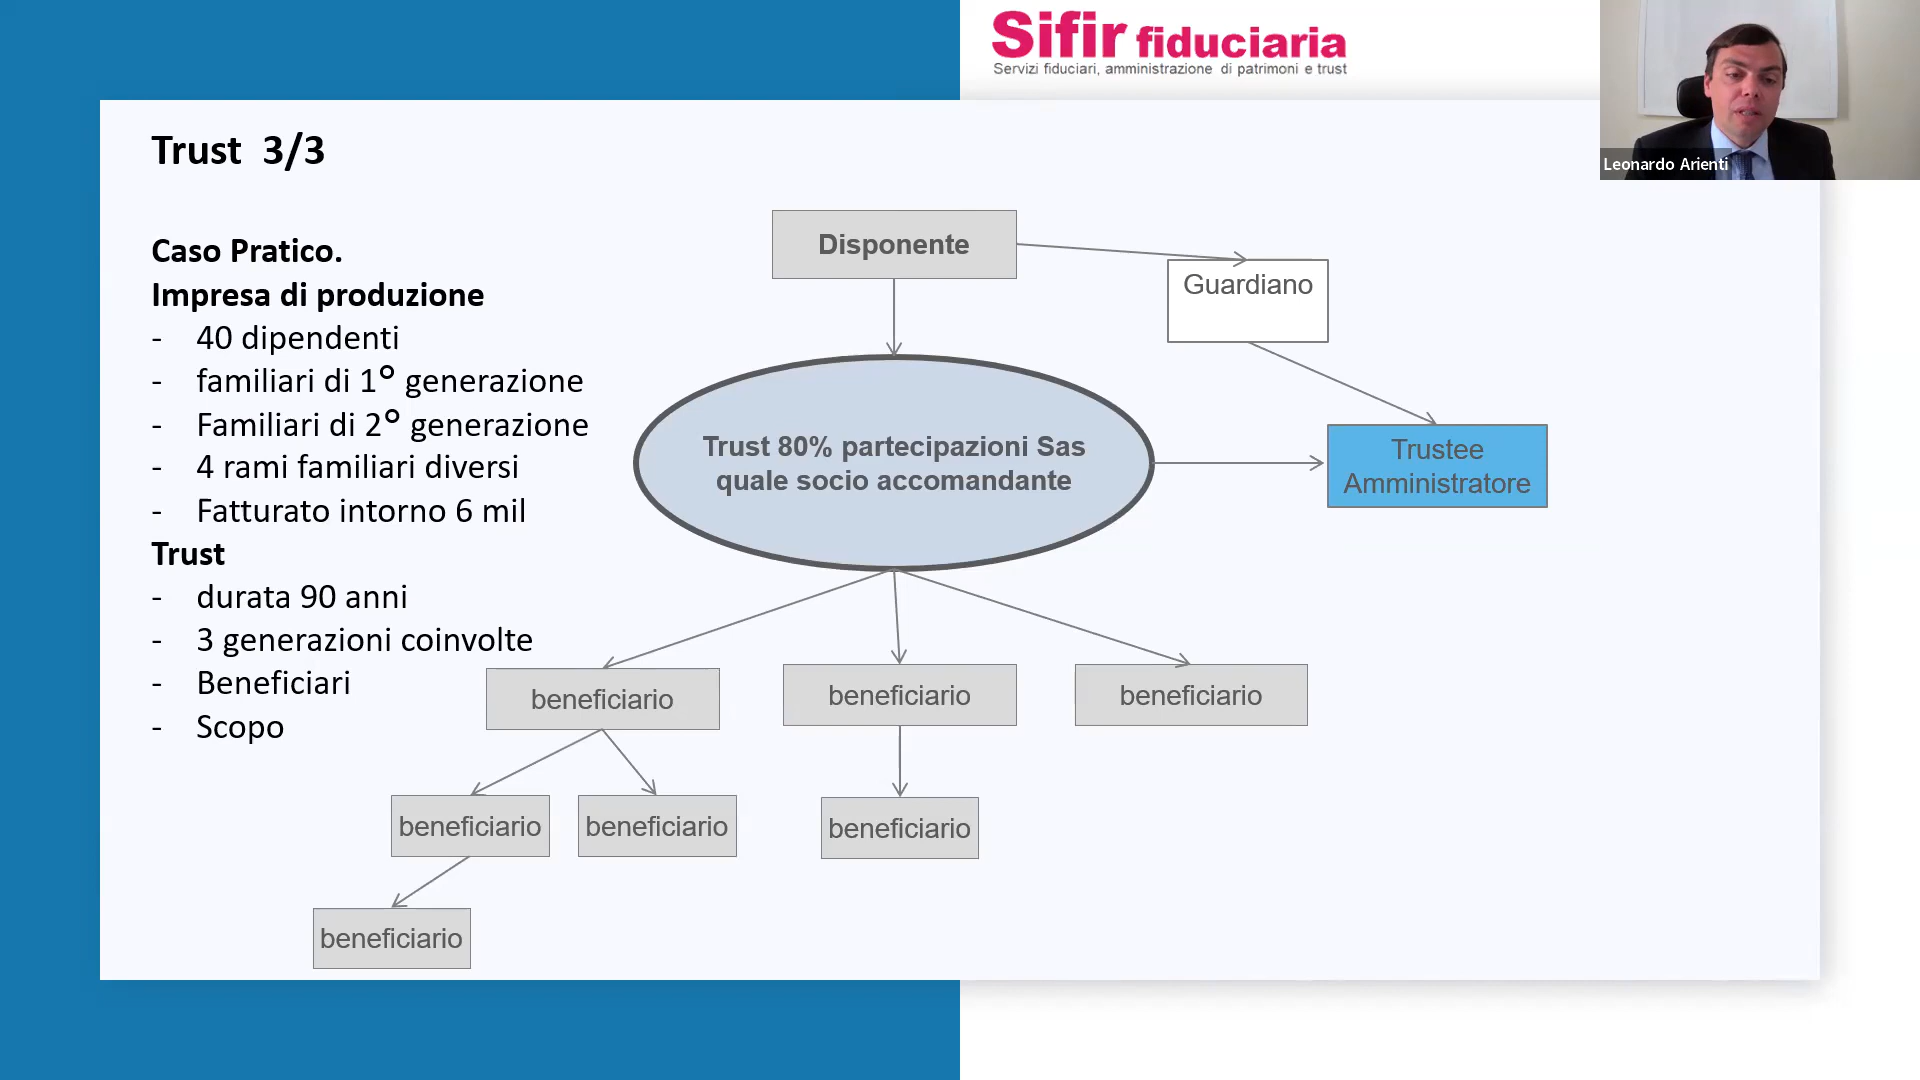 Sifir fiduciaria
Servizi fiduciari, amministrazione di patrimoni e trust
Leonardo Arienti
Trust 3/3
Caso Pratico.
Impresa di produzione
- 40 dipendenti
- familiari di 1° generazione
- Familiari di 2° generazione
- 4 rami familiari diversi
- Fatturato intorno 6 mil
Trust
- durata 90 anni
- 3 generazioni coinvolte
- Beneficiari
- Scopo
Disponente
Guardiano
Trust 80% partecipazioni Sas
quale socio accomandante
Trustee
Amministratore
beneficiario
beneficiario
beneficiario
beneficiario
beneficiario
beneficiario
beneficiario